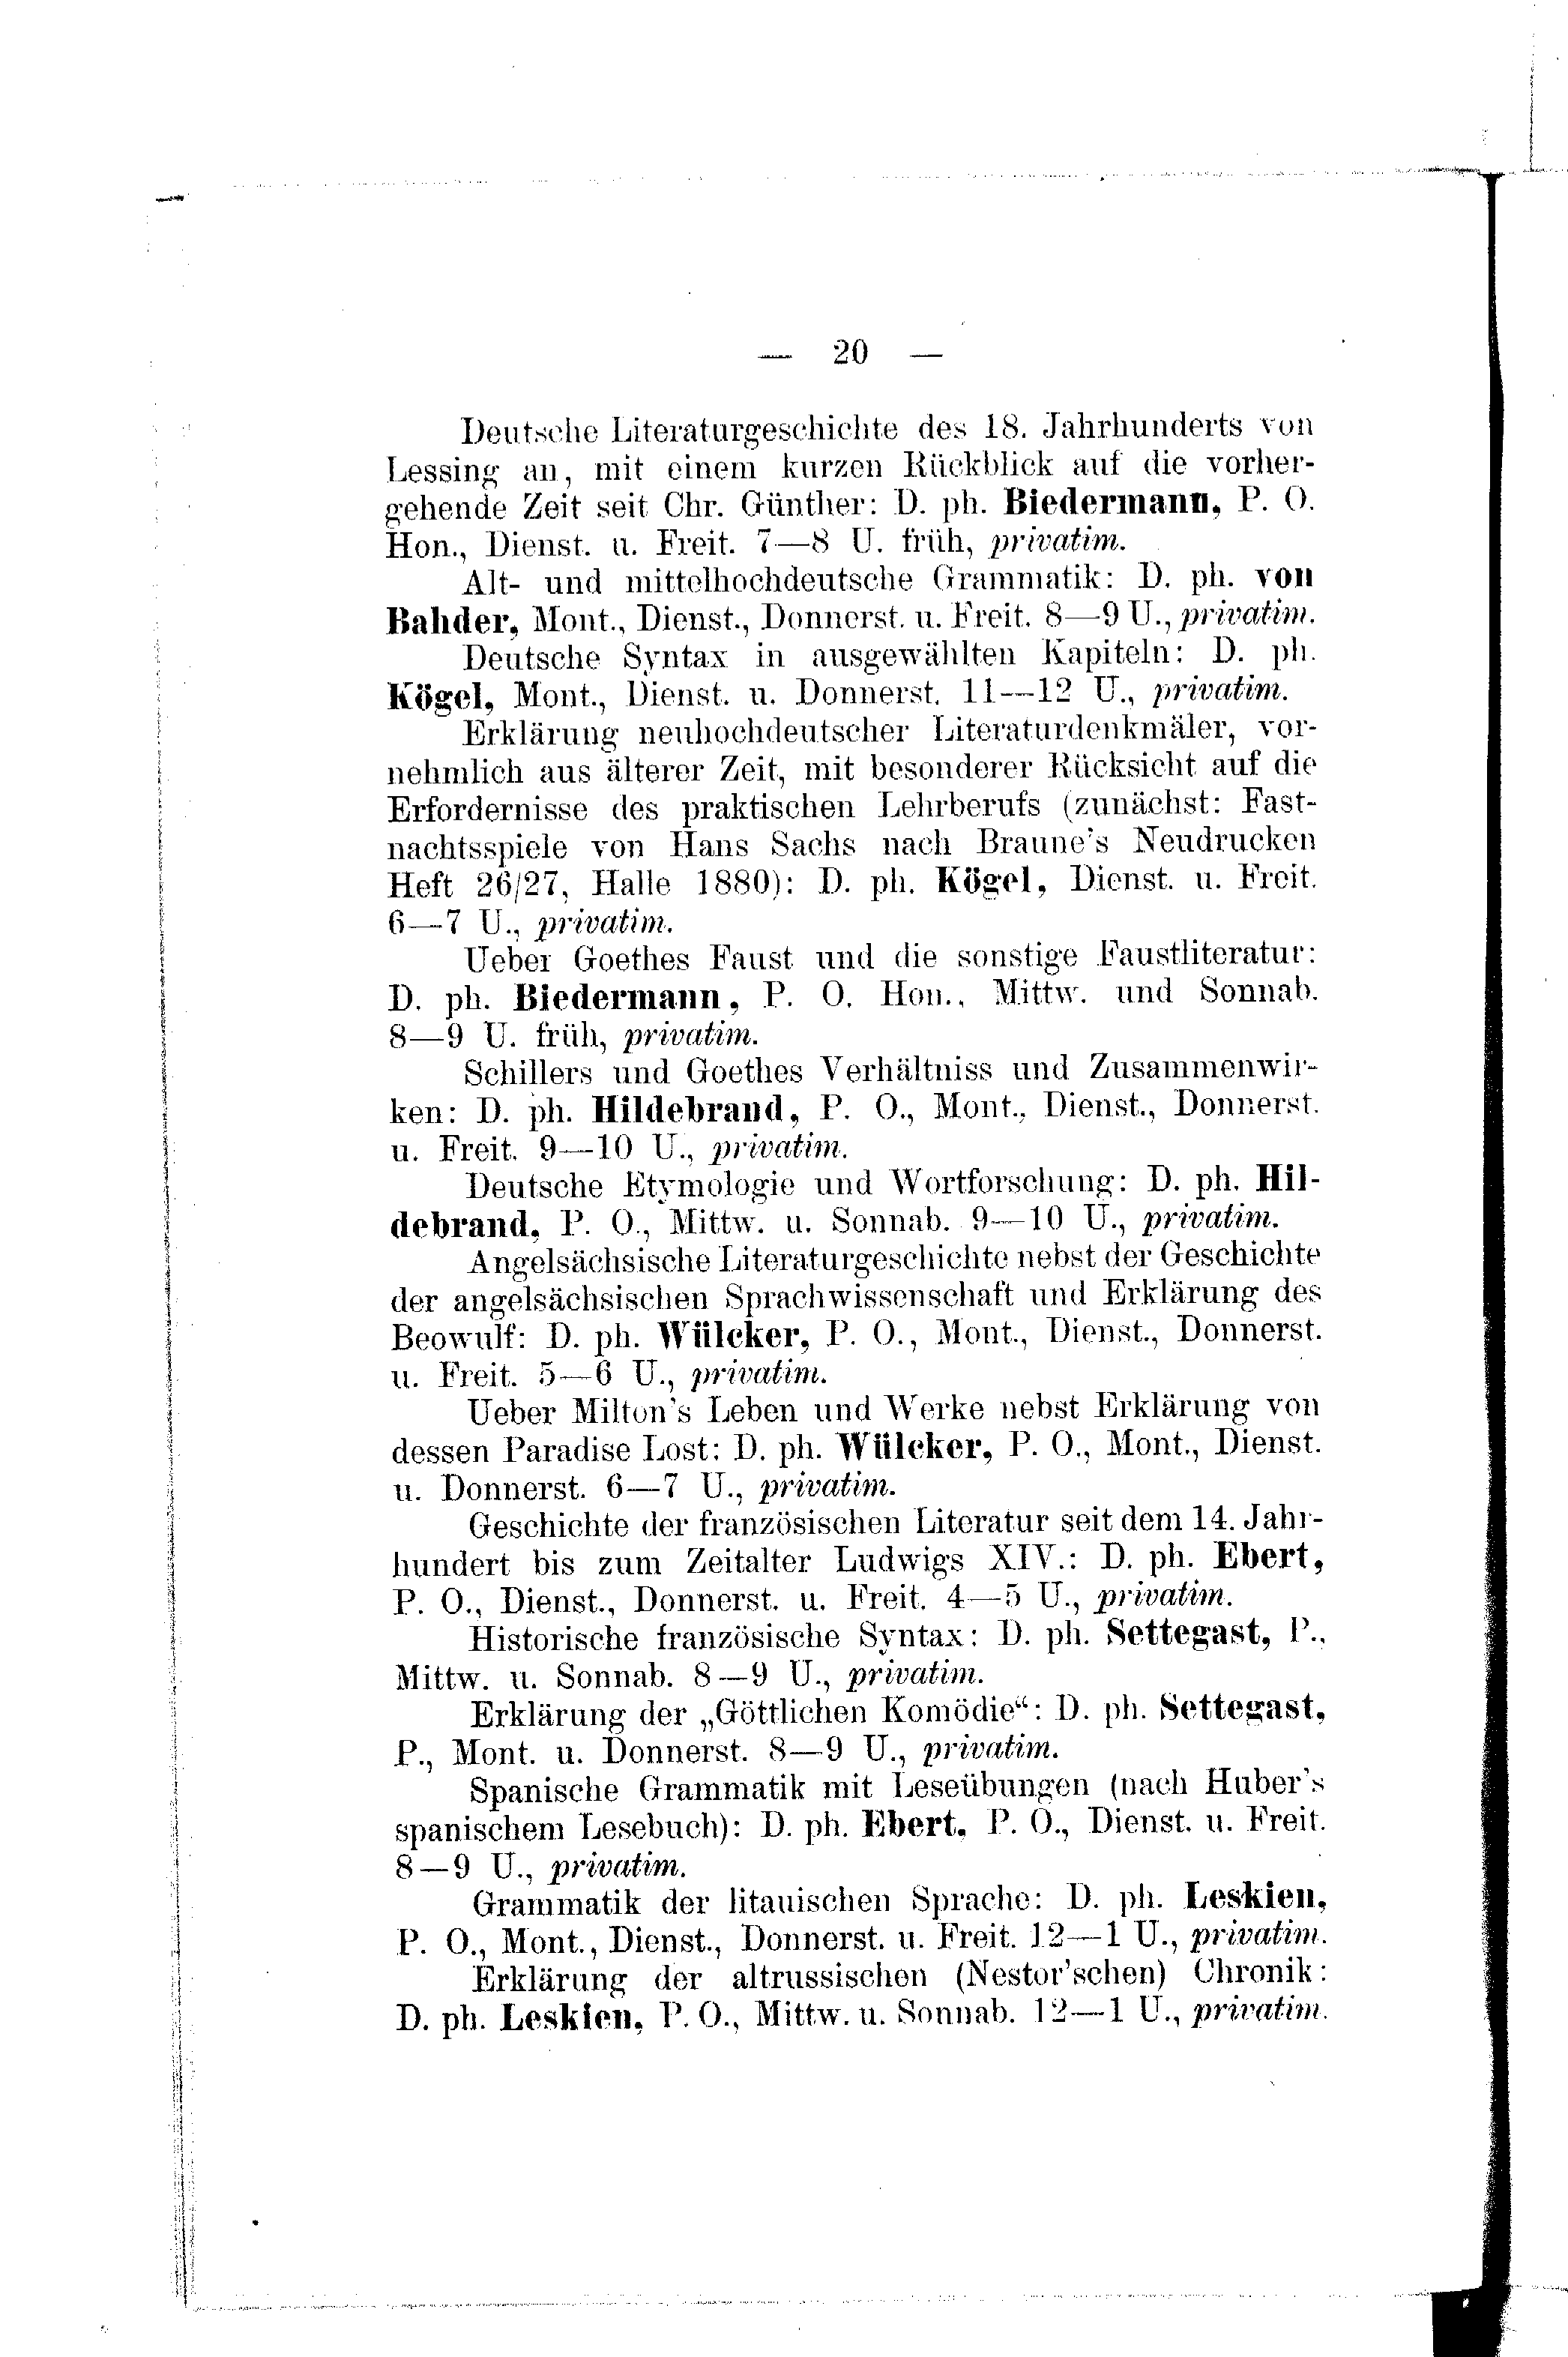 — 20 —
Deutsche Literaturgeschichte des 18. Jahrhunderts von
Lessing an, mit einem kurzen Rückblick auf die vorher-
gehende Zeit seit Chr. Günther: D. ph. Biedermann, P. O.
Hon., Dienst. u. Freit. 7—8 U. früh, privatim.
Alt- und mittelhochdeutsche Grammatik: D. ph. von
Bahder, Mont., Dienst., Donnerst. u. Freit. 8—9 U., privatim.
Deutsche Syntax in ausgewählten Kapiteln: D. ph.
Kögel, Mont., Dienst. u. Donnerst. 11—12 U., privatim.
Erklärung neuhochdeutscher Literaturdenkmäler, vor-
nehmlich aus älterer Zeit, mit besonderer Rücksicht auf die
Erfordernisse des praktischen Lehrberufs (zunächst: Fast-
nachtsspiele von Hans Sachs nach Braune's Neudrucken
Heft 26/27, Halle 1880): D. ph. Kögel, Dienst. u. Freit.
6—7 U., privatim.
Ueber Goethes Faust und die sonstige Faustliteratur:
D. ph. Biedermann, P. O. Hon., Mittw. und Sonnab.
8—9 U. früh, privatim.
Schillers und Goethes Verhältniss und Zusammenwir-
ken: D. ph. Hildebrand, P. O., Mont., Dienst., Donnerst.
u. Freit. 9—10 U., privatim.
Deutsche Etymologie und Wortforschung: D. ph. Hil-
debrand, P. O., Mittw. u. Sonnab. 9—10 U., privatim.
Angelsächsische Literaturgeschichte nebst der Geschichte
der angelsächsischen Sprachwissenschaft und Erklärung des
Beowulf: D. ph. Wülcker, P. O., Mont., Dienst., Donnerst.
u. Freit. 5—6 U., privatim.
Ueber Milton's Leben und Werke nebst Erklärung von
dessen Paradise Lost: D. ph. Wülcker, P. O., Mont., Dienst.
u. Donnerst. 6—7 U., privatim.
Geschichte der französischen Literatur seit dem 14. Jahr-
hundert bis zum Zeitalter Ludwigs XIV.: D. ph. Ebert,
P. O., Dienst., Donnerst. u. Freit. 4—5 U., privatim.
Historische französische Syntax: D. ph. Settegast, P.,
Mittw. u. Sonnab. 8—9 U., privatim.
Erklärung der „Göttlichen Komödie“: D. ph. Settegast,
P., Mont. u. Donnerst. 8—9 U., privatim.
Spanische Grammatik mit Leseübungen (nach Huber's
spanischem Lesebuch): D. ph. Ebert, P. O., Dienst. u. Freit.
8—9 U., privatim.
Grammatik der litauischen Sprache: D. ph. Leskien,
P. O., Mont., Dienst., Donnerst. u. Freit. 12—1 U., privatim.
Erklärung der altrussischen (Nestor'schen) Chronik:
D. ph. Leskien, P. O., Mittw. u. Sonnab. 12—1 U., privatim.